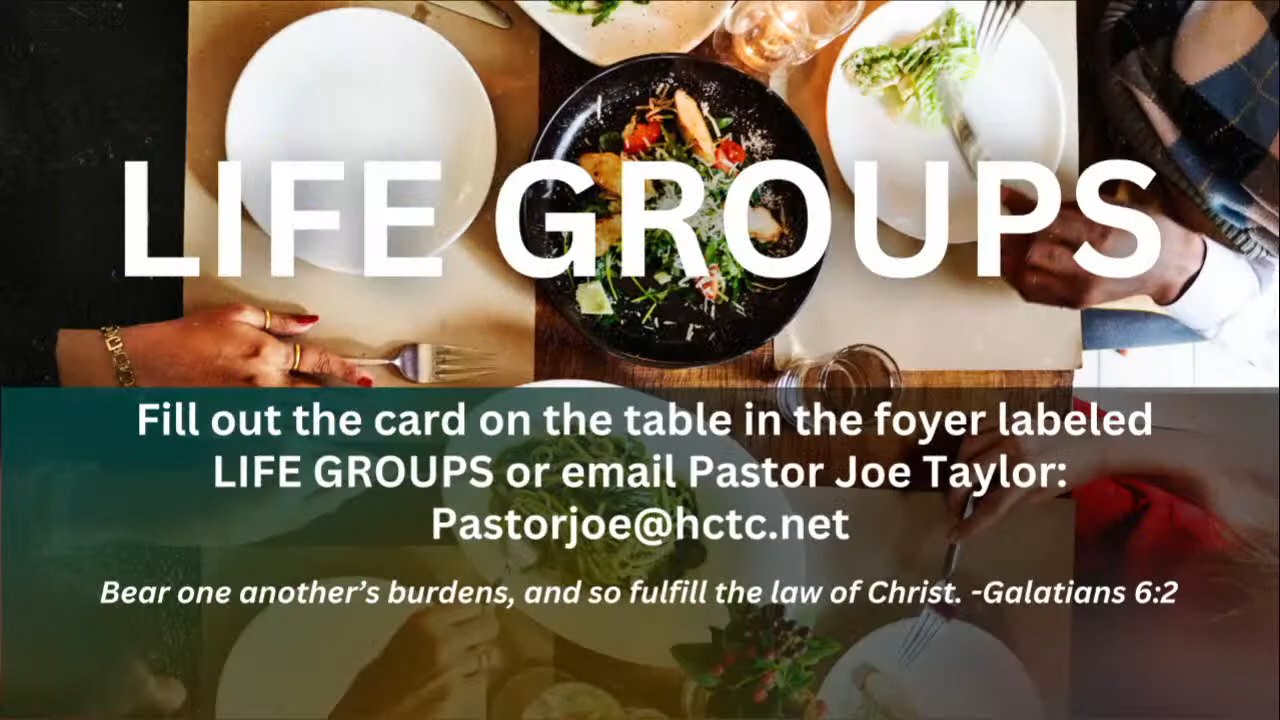 LIFE GROUPS
Fill out the card on the table in the foyer labeled
LIFE GROUPS or email Pastor Joe Taylor:
Pastorjoe@hctc.net
Bear one another’s burdens, and so fulfill the law of Christ. -Galatians 6:2